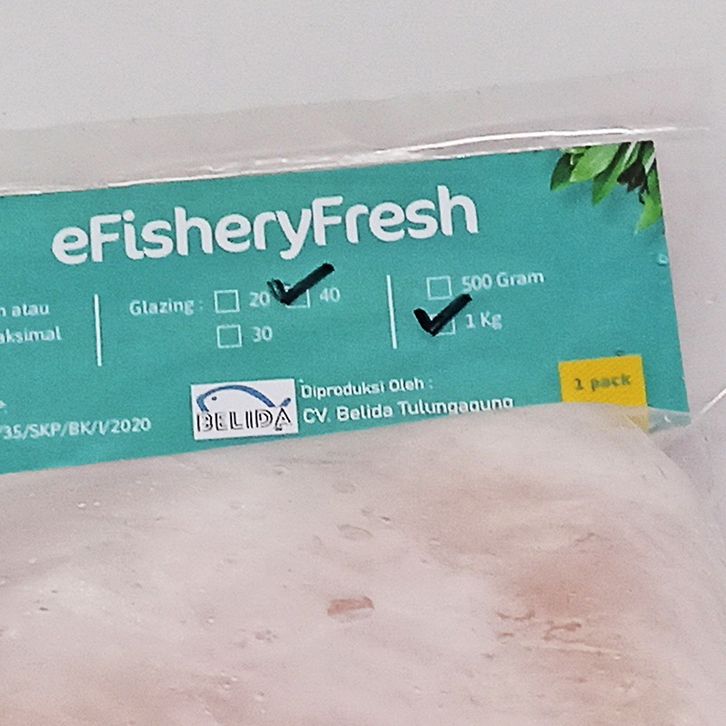 eFisheryFresh
atau
aksimal
Glazing : 20 40
30
500 Gram
1 Kg
/35/SKP/BK/I/2020
BELIDA
Diproduksi Oleh :
CV. Belida Tulungagung
1 pack